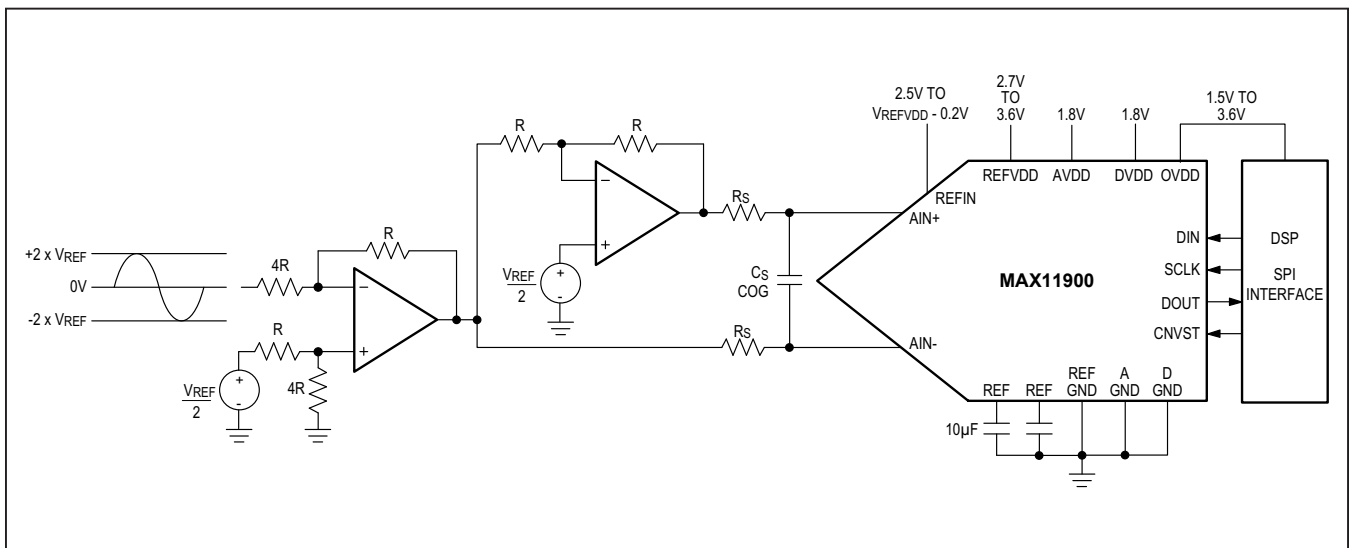 +2 x VREF
0V
-2 x VREF
4R
R
R
VREF
2
4R
R
R
VREF
2
RS
RS
CS
COG
2.5V TO
VREFVDD - 0.2V
2.7V
TO
3.6V
1.8V
1.8V
1.5V TO
3.6V
REFIN
REFVDD
AVDD
DVDD
OVDD
AIN+
AIN-
MAX11900
DIN
SCLK
DOUT
CNVST
DSP
SPI
INTERFACE
REF
REF
REF
GND
A
GND
D
GND
10µF
+
-
+
-
-
+
-
+